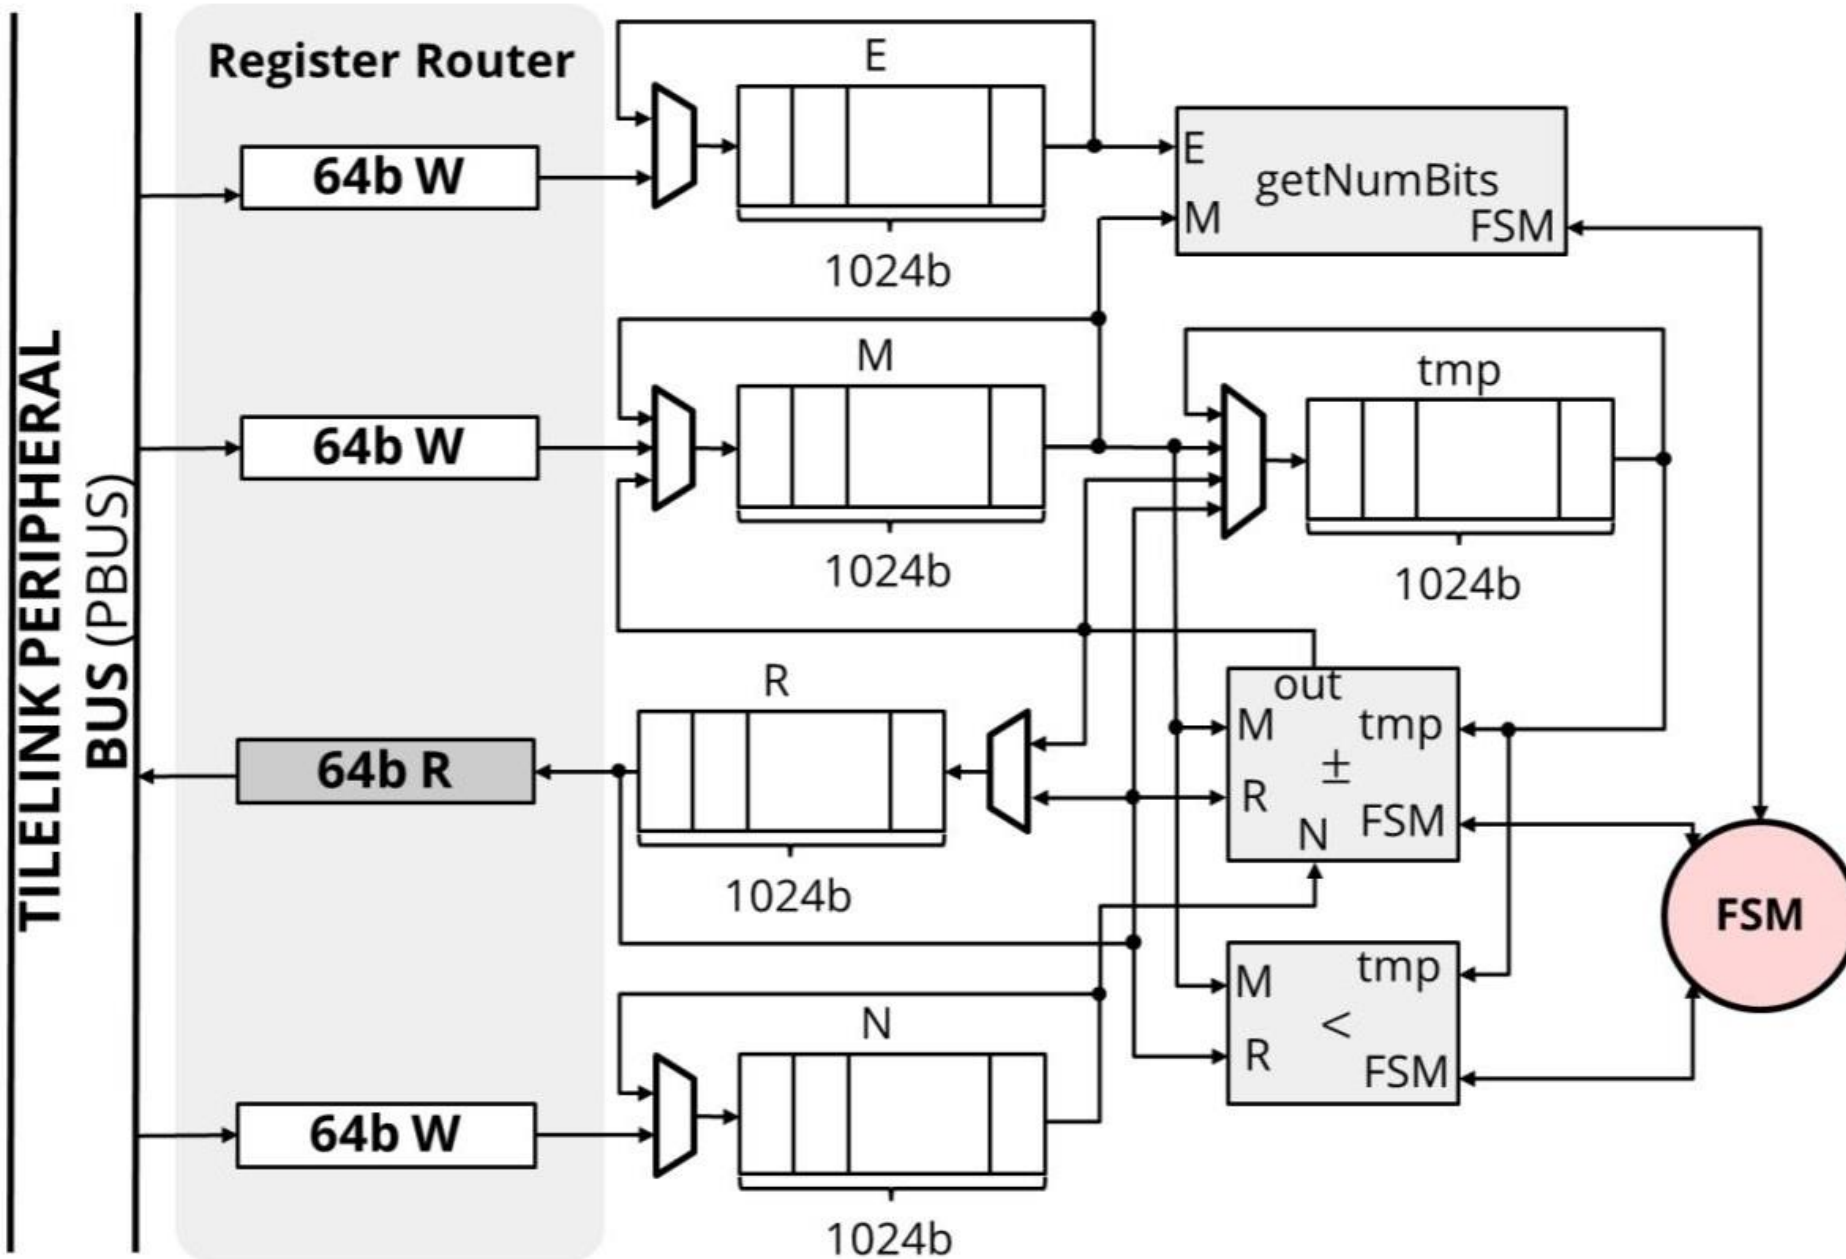 TILELINK PERIPHERAL
BUS (PBUS)
Register Router
64b W
64b W
64b R
64b W
E
1024b
M
1024b
R
1024b
N
1024b
E
getNumBits
M
FSM
tmp
1024b
out
M
tmp
±
R
FSM
N
M
tmp
<
R
FSM
FSM